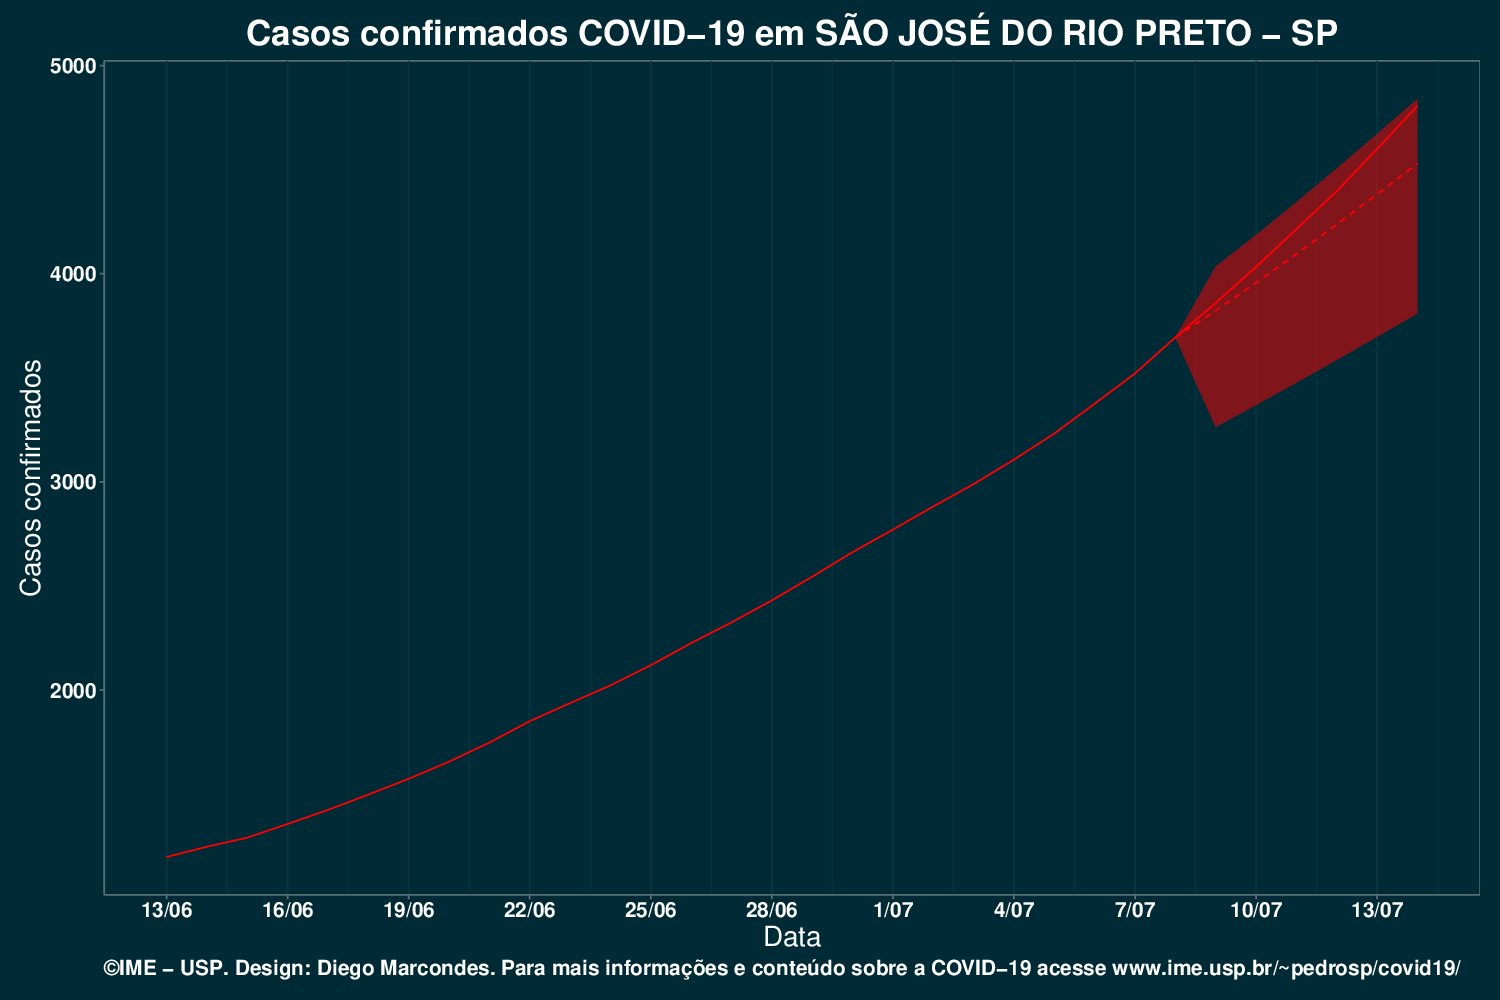 Casos confirmados COVID−19 em SÃO JOSÉ DO RIO PRETO − SP
5000
4000
3000
2000
Casos confirmados
13/06 16/06 19/06 22/06 25/06 28/06 1/07 4/07 7/07 10/07 13/07
Data
©IME − USP. Design: Diego Marcondes. Para mais informações e conteúdo sobre a COVID−19 acesse www.ime.usp.br/~pedrosp/covid19/